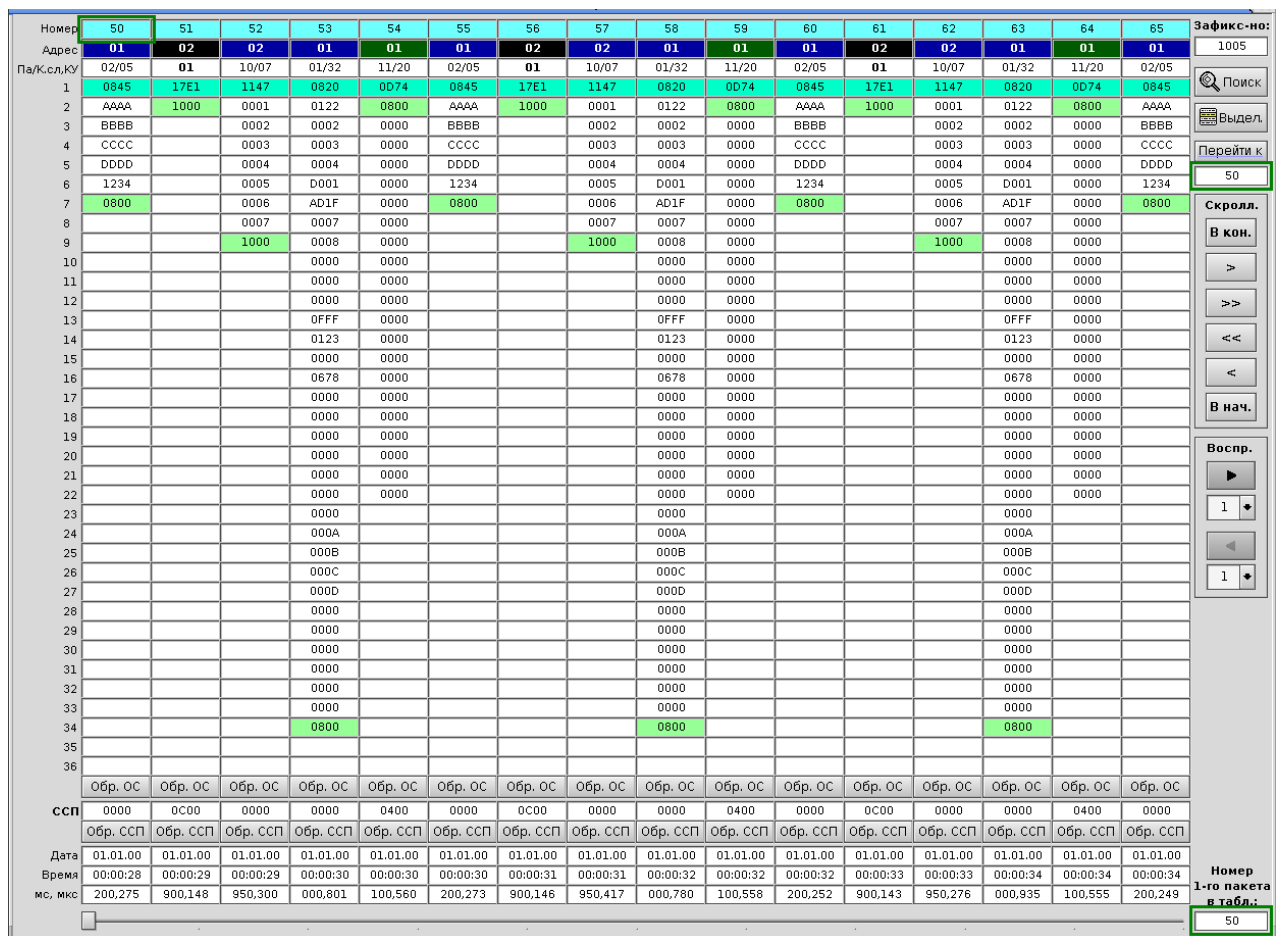 Номер 50 51 52 53 54 55 56 57 58 59 60 61 62 63 64 65 Зафикс-но:
Адрес 01 02 02 01 01 01 02 02 01 01 01 02 02 01 01 01 1005
Па/К.сл,КУ 02/05 01 10/07 01/32 11/20 02/05 01 10/07 01/32 11/20 02/05 01 10/07 01/32 11/20 02/05
1 0845 17E1 1147 0820 0D74 0845 17E1 1147 0820 0D74 0845 17E1 1147 0820 0D74 0845 Поиск
2 AAAA 1000 0001 0122 0800 AAAA 1000 0001 0122 0800 AAAA 1000 0001 0122 0800 AAAA
3 BBBB 0002 0002 0000 BBBB 0002 0002 0000 BBBB 0002 0002 0000 BBBB Выдел.
4 CCCC 0003 0003 0000 CCCC 0003 0003 0000 CCCC 0003 0003 0000 CCCC Перейти к
5 DDDD 0004 0004 0000 DDDD 0004 0004 0000 DDDD 0004 0004 0000 DDDD
6 1234 0005 D001 0000 1234 0005 D001 0000 1234 0005 D001 0000 1234 50
7 0800 0006 AD1F 0000 0800 0006 AD1F 0000 0800 0006 AD1F 0000 0800 Скролл.
8 0007 0007 0000 0007 0007 0000 0007 0007 0000 В кон.
9 1000 0008 0000 1000 0008 0000 1000 0008 0000
10 0000 0000 0000 0000 0000 0000 >
11 0000 0000 0000 0000 0000 0000
12 0000 0000 0000 0000 0000 0000 >>
13 0FFF 0000 0FFF 0000 0FFF 0000
14 0123 0000 0123 0000 0123 0000 <<
15 0000 0000 0000 0000 0000 0000
16 0678 0000 0678 0000 0678 0000 <
17 0000 0000 0000 0000 0000 0000
18 0000 0000 0000 0000 0000 0000 В нач.
19 0000 0000 0000 0000 0000 0000
20 0000 0000 0000 0000 0000 0000 Воспр.
21 0000 0000 0000 0000 0000 0000
22 0000 0000 0000 0000 0000 0000
23 0000 0000 0000 1
24 000A 000A 000A
25 000B 000B 000B
26 000C 000C 000C 1
27 000D 000D 000D
28 0000 0000 0000
29 0000 0000 0000
30 0000 0000 0000
31 0000 0000 0000
32 0000 0000 0000
33 0000 0000 0000
34 0800 0800 0800
35
36
Обр. ОС Обр. ОС Обр. ОС Обр. ОС Обр. ОС Обр. ОС Обр. ОС Обр. ОС Обр. ОС Обр. ОС Обр. ОС Обр. ОС Обр. ОС Обр. ОС Обр. ОС Обр. ОС
ССП 0000 0C00 0000 0000 0400 0000 0C00 0000 0000 0400 0000 0C00 0000 0000 0400 0000
Обр. ССП Обр. ССП Обр. ССП Обр. ССП Обр. ССП Обр. ССП Обр. ССП Обр. ССП Обр. ССП Обр. ССП Обр. ССП Обр. ССП Обр. ССП Обр. ССП Обр. ССП Обр. ССП
Дата 01.01.00 01.01.00 01.01.00 01.01.00 01.01.00 01.01.00 01.01.00 01.01.00 01.01.00 01.01.00 01.01.00 01.01.00 01.01.00 01.01.00 01.01.00 01.01.00
Время 00:00:28 00:00:29 00:00:29 00:00:30 00:00:30 00:00:30 00:00:31 00:00:31 00:00:32 00:00:32 00:00:32 00:00:33 00:00:33 00:00:34 00:00:34 00:00:34 Номер
мс, мкс 200,275 900,148 950,300 000,801 100,560 200,273 900,146 950,417 000,780 100,558 200,252 900,143 950,276 000,935 100,555 200,249 1-го пакета
в табл.:
50